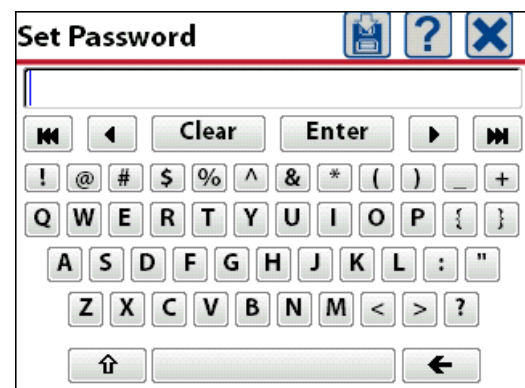 Set Password ?
Clear Enter
! @ # $ % ^ & * ( ) _ +
Q W E R T Y U I O P { }
A S D F G H J K L : "
Z X C V B N M < > ?